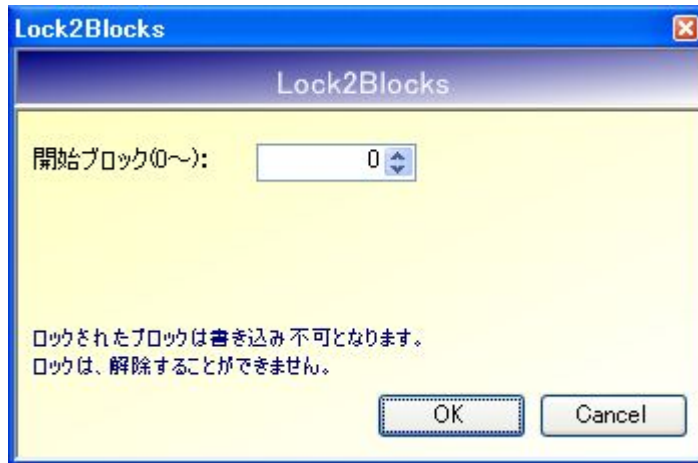 Lock2Blocks
Lock2Blocks
開始ブロック(0～): 0
ロックされたブロックは書き込み不可となります。
ロックは、解除することができません。
OK Cancel